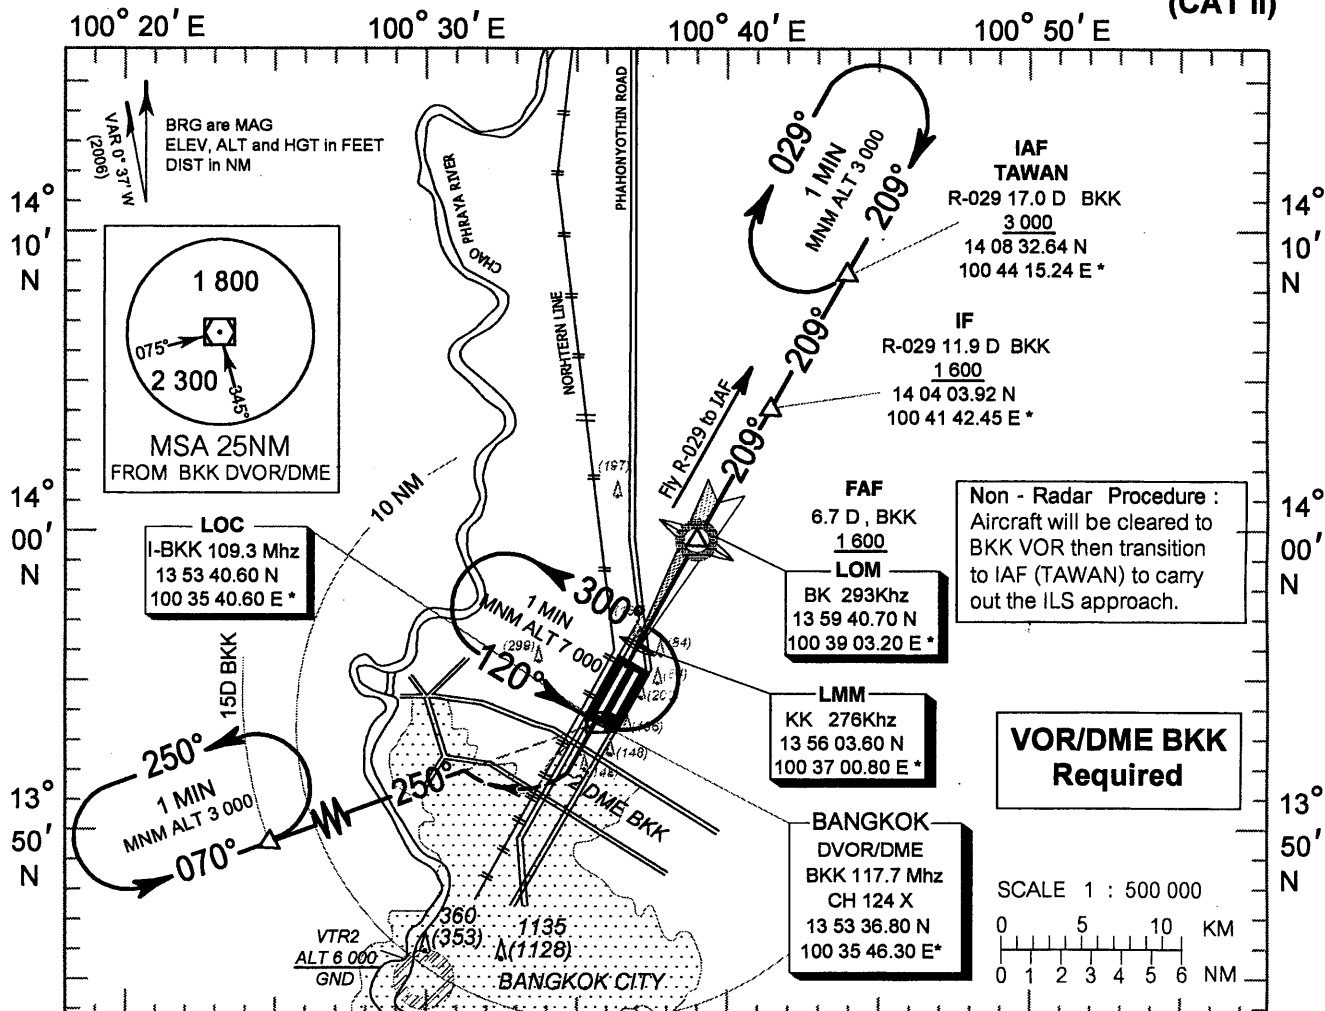 (CAT II)
100° 20' E
100° 30' E
100° 40' E
100° 50' E
VAR 0° 37' W
(2006)
BRG are MAG
ELEV, ALT and HGT in FEET
DIST in NM
14°
10'
N
1 800
075°
2 300
345°
MSA 25NM
FROM BKK DVOR/DME
CHAO PHRAYA RIVER
NORHTERN LINE
PHAHONYOTHIN ROAD
029°
1 MIN
MNM ALT 3 000
209°
IAF
TAWAN
R-029 17.0 D BKK
3 000
14 08 32.64 N
100 44 15.24 E *
14°
10'
N
209°
IF
R-029 11.9 D BKK
1 600
14 04 03.92 N
100 41 42.45 E *
209°
Fly R-029 to IAF
(197)
10 NM
14°
00'
N
LOC
I-BKK 109.3 Mhz
13 53 40.60 N
100 35 40.60 E *
FAF
6.7 D , BKK
1 600
LOM
BK 293Khz
13 59 40.70 N
100 39 03.20 E *
Non - Radar Procedure :
Aircraft will be cleared to
BKK VOR then transition
to IAF (TAWAN) to carry
out the ILS approach.
14°
00'
N
300°
1 MIN
MNM ALT 7 000
120°
(299)
(148)
LMM
KK 276Khz
13 56 03.60 N
100 37 00.80 E *
VOR/DME BKK
Required
15D BKK
250°
1 MIN
MNM ALT 3 000
070°
250°
2 DME BKK
13°
50'
N
BANGKOK
DVOR/DME
BKK 117.7 Mhz
CH 124 X
13 53 36.80 N
100 35 46.30 E*
13°
50'
N
SCALE 1 : 500 000
0 5 10 KM
0 1 2 3 4 5 6 NM
360
(353)
1135
(1128)
VTR2
ALT 6 000
GND
BANGKOK CITY